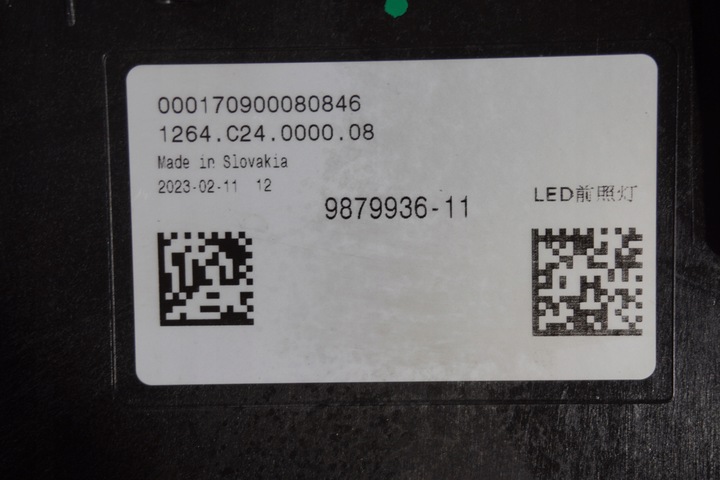 000170900080846
1264.C24.0000.08
Made in Slovakia
2023-02-11 12
9879936-11
LED前照灯